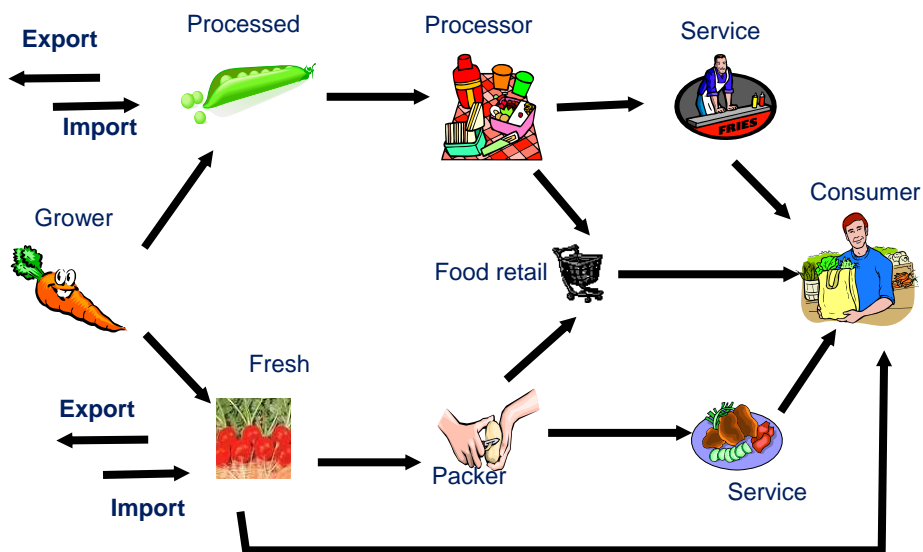 Processed
Processor
Service
Export
Import
FRIES
Consumer
Grower
Food retail
Fresh
Export
Packer
Import
Service